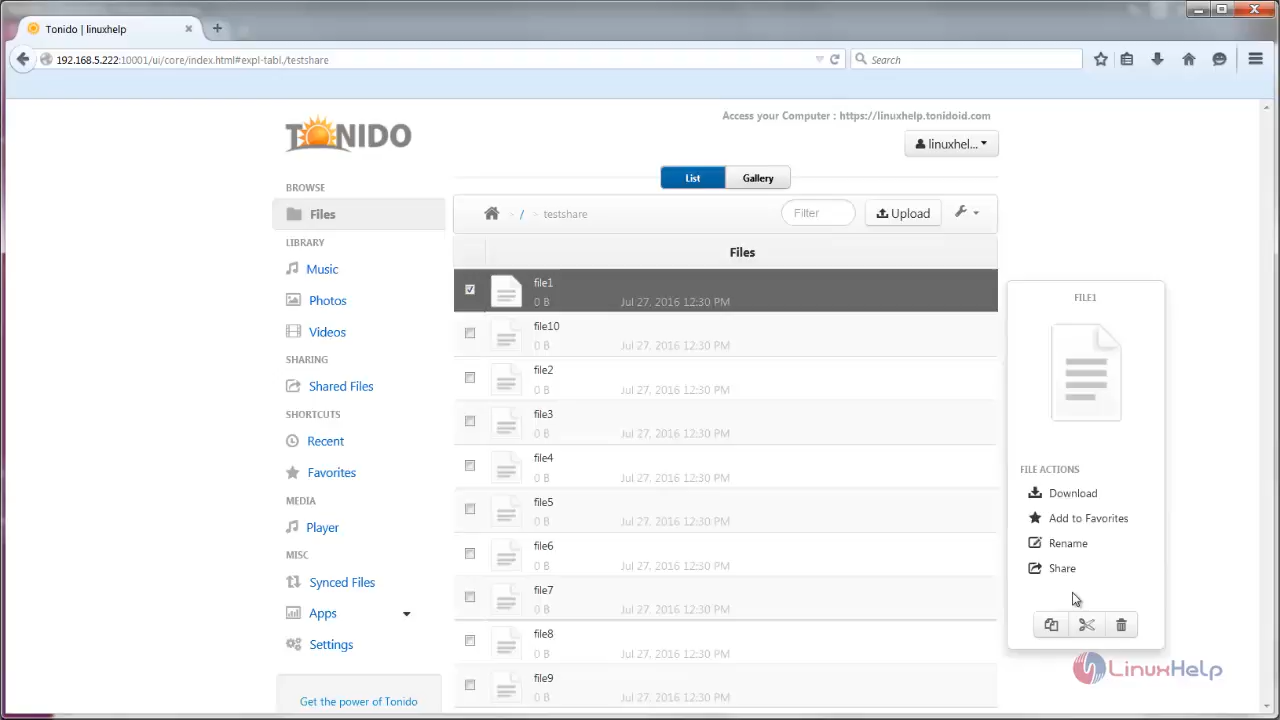 Tonido | linuxhelp
192.168.5.222:10001/ui/core/index.html#expl-tabl./testshare
Search
TONIDO
Access your Computer : https://linuxhelp.tonidoid.com
linuxhel...
List
Gallery
BROWSE
Files
LIBRARY
Music
Photos
Videos
SHARING
Shared Files
SHORTCUTS
Recent
Favorites
MEDIA
Player
MISC
Synced Files
Apps
Settings
Get the power of Tonido
> / > testshare
Filter
Upload
Files
file1
0 B Jul 27, 2016 12:30 PM
file10
0 B Jul 27, 2016 12:30 PM
file2
0 B Jul 27, 2016 12:30 PM
file3
0 B Jul 27, 2016 12:30 PM
file4
0 B Jul 27, 2016 12:30 PM
file5
0 B Jul 27, 2016 12:30 PM
file6
0 B Jul 27, 2016 12:30 PM
file7
0 B Jul 27, 2016 12:30 PM
file8
0 B Jul 27, 2016 12:30 PM
file9
0 B Jul 27, 2016 12:30 PM
FILE1
FILE ACTIONS
Download
Add to Favorites
Rename
Share
LinuxHelp